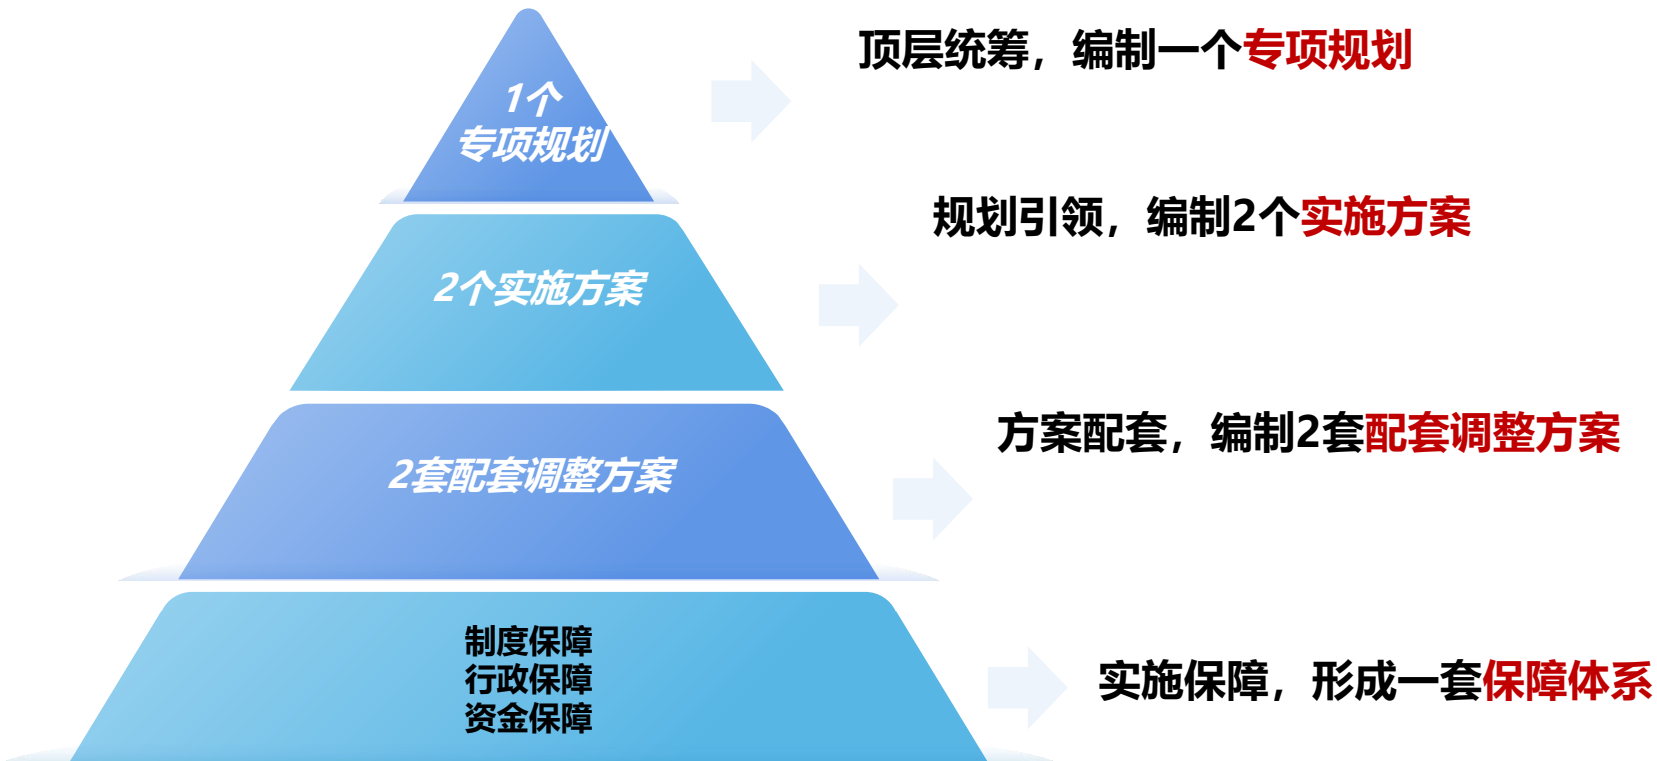 1个
专项规划
顶层统筹，编制一个专项规划
2个实施方案
规划引领，编制2个实施方案
2套配套调整方案
方案配套，编制2套配套调整方案
制度保障
行政保障
资金保障
实施保障，形成一套保障体系